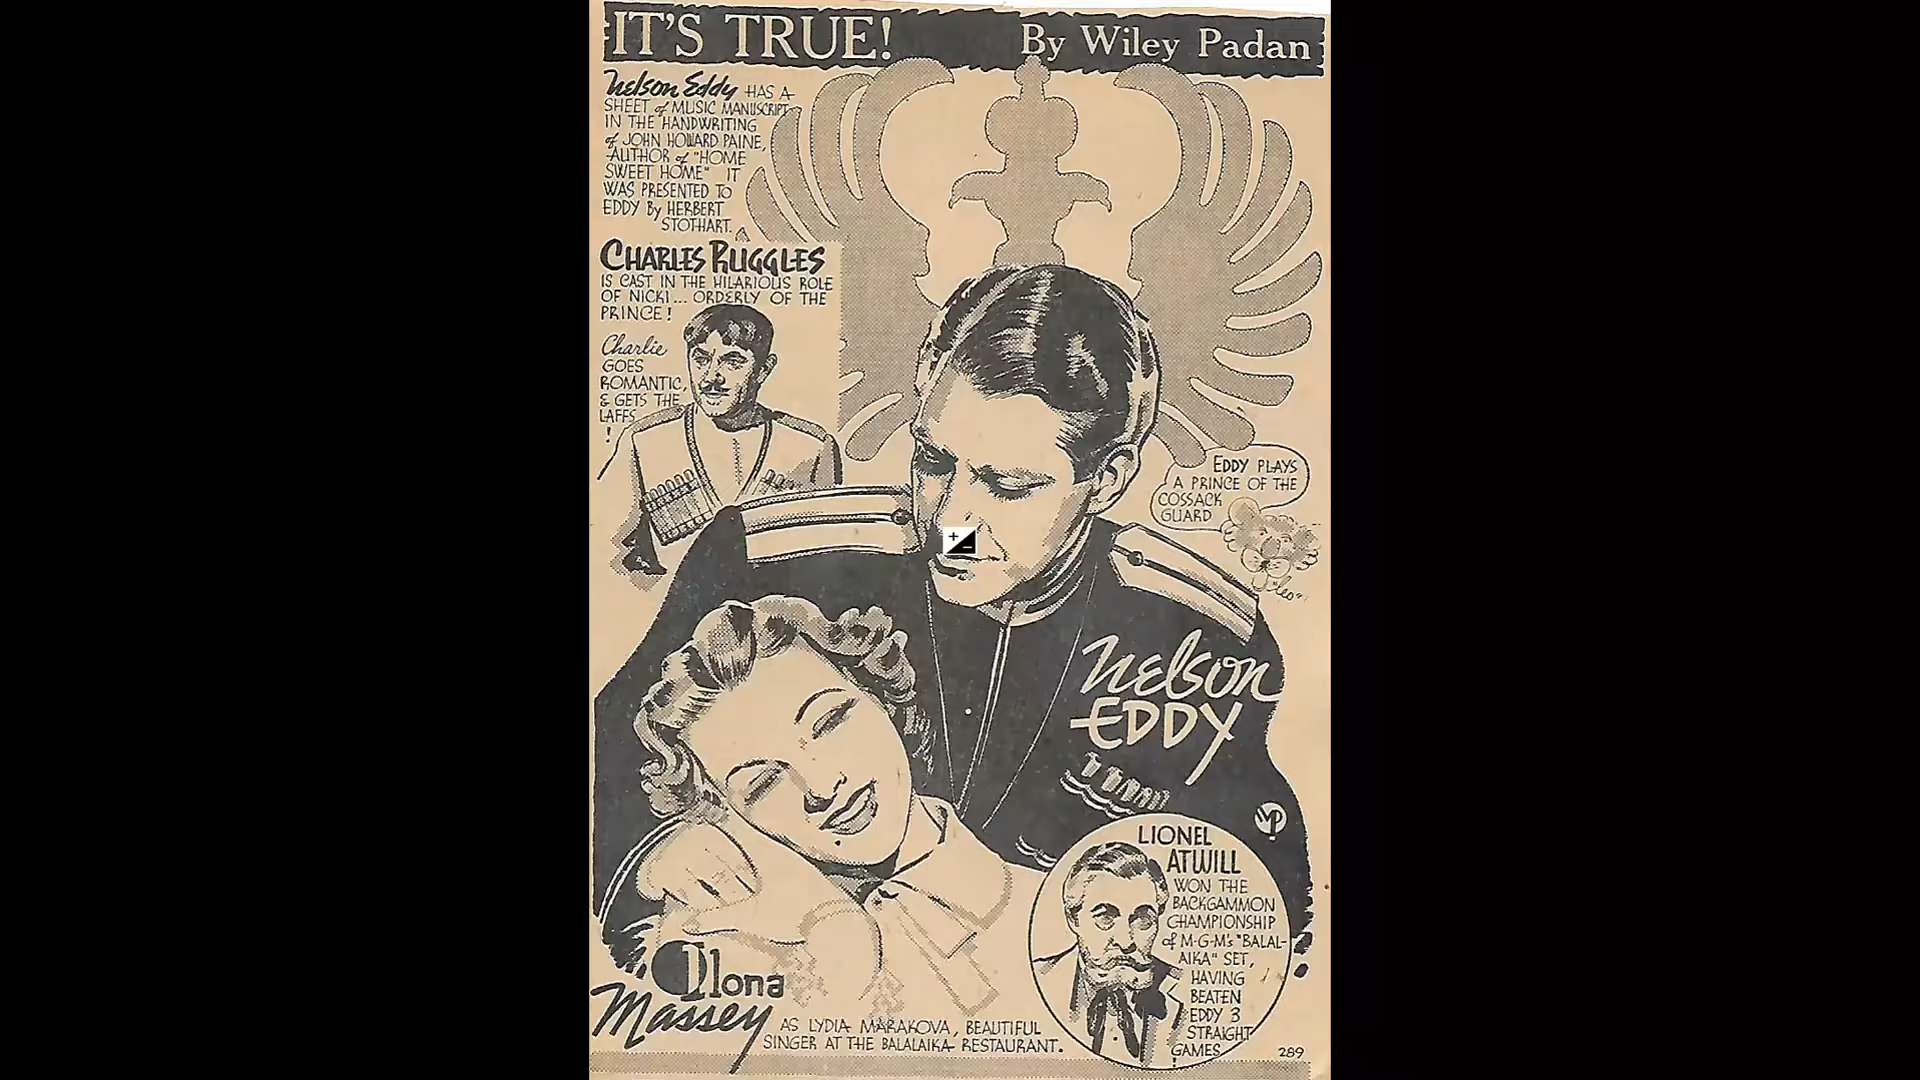 IT'S TRUE! By Wiley Padan
Nelson Eddy HAS A
SHEET of MUSIC MANUSCRIPT
IN THE HANDWRITING
of JOHN HOWARD PAINE,
AUTHOR of "HOME
SWEET HOME" IT
WAS PRESENTED TO
EDDY By HERBERT
STOTHART.
CHARLES RUGGLES
IS CAST IN THE HILARIOUS ROLE
OF NICKI... ORDERLY OF THE
PRINCE!
Charlie
GOES
ROMANTIC,
& GETS THE
LAFFS
!
EDDY PLAYS
A PRINCE OF THE
COSSACK
GUARD
Leo
Nelson
EDDY
WP
LIONEL
ATWILL
WON THE
BACKGAMMON
CHAMPIONSHIP
of M-G-M's "BALAL-
AIKA" SET,
HAVING
BEATEN
EDDY 3
STRAIGHT
GAMES!
Ilona
Massey
AS LYDIA MARAKOVA, BEAUTIFUL
SINGER AT THE BALALAIKA RESTAURANT.
289